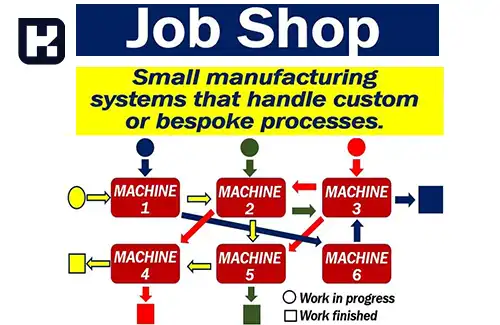 H
Job Shop
Small manufacturing
systems that handle custom
or bespoke processes.
MACHINE
1
MACHINE
2
MACHINE
3
MACHINE
4
MACHINE
5
MACHINE
6
Work in progress
Work finished